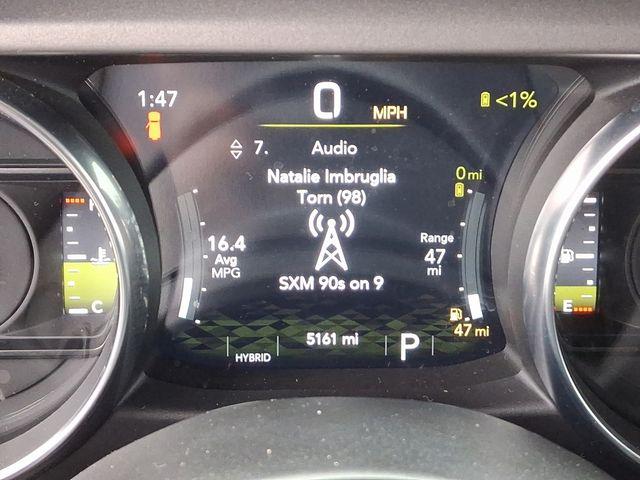 1:47
0 MPH
<1%
7. Audio
Natalie Imbruglia
Torn (98)
0 mi
16.4
Avg
MPG
Range
47
mi
SXM 90s on 9
H
C
E
47 mi
HYBRID
5161 mi
P